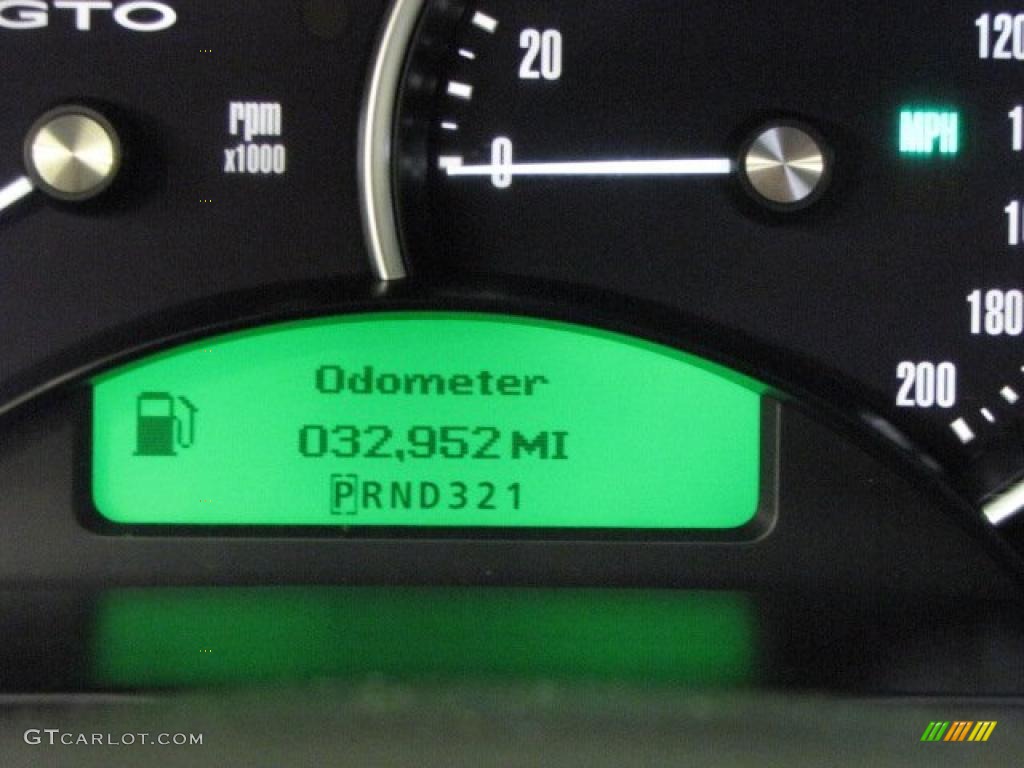 GTO
rpm
x1000
20
0
MPH
120
180
200
Odometer
032,952 MI
PRND321
GTCARLOT.COM